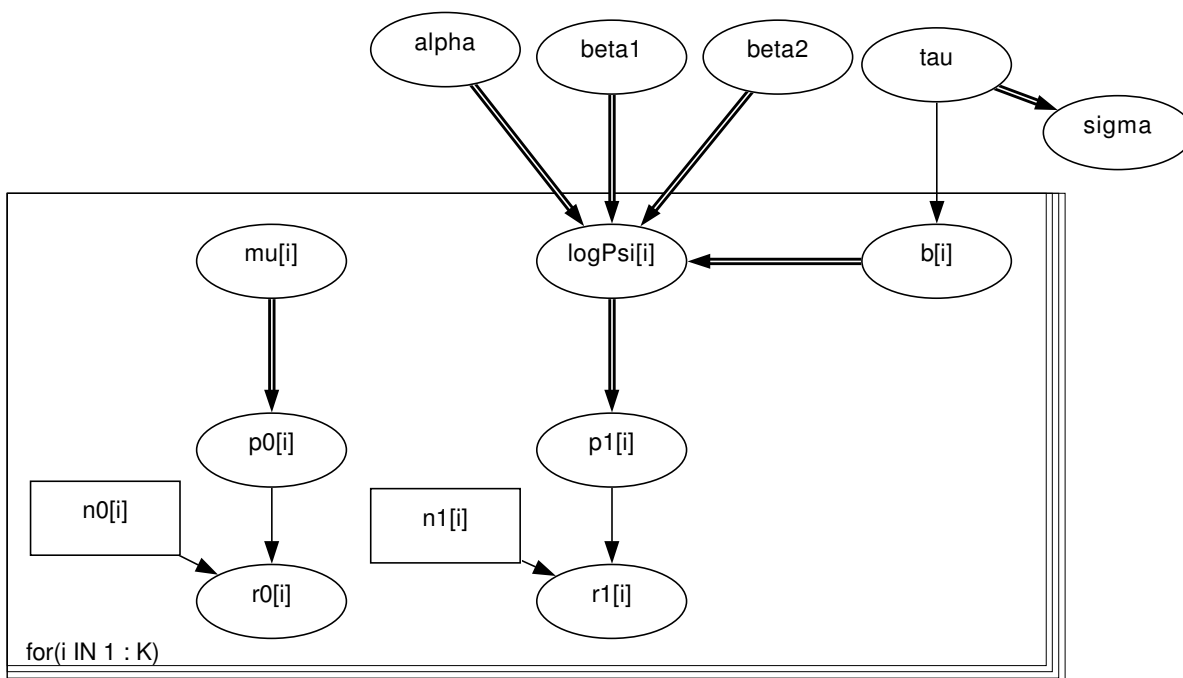 alpha
beta1
beta2
tau
sigma
mu[i]
logPsi[i]
b[i]
p0[i]
p1[i]
n0[i]
n1[i]
r0[i]
r1[i]
for(i IN 1 : K)